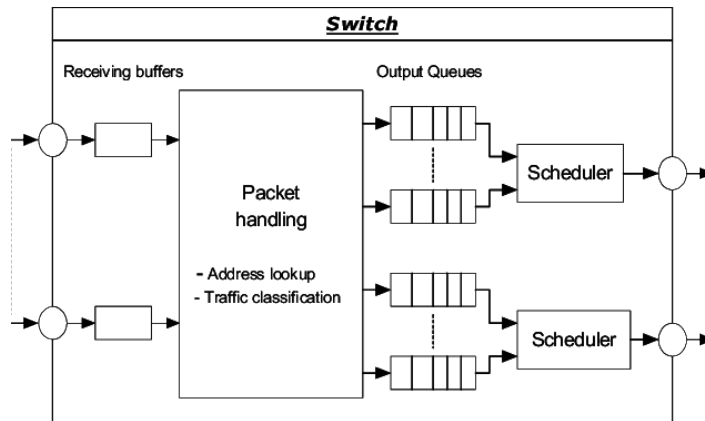 Switch
Receiving buffers
Output Queues
Packet
handling
- Address lookup
- Traffic classification
Scheduler
Scheduler